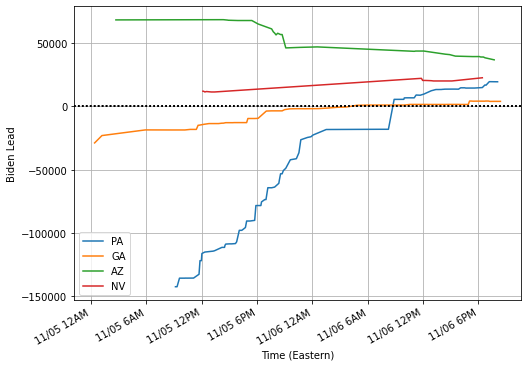 50000
0
−50000
−100000
−150000
Biden Lead
PA
GA
AZ
NV
11/05 12AM
11/05 6AM
11/05 12PM
11/05 6PM
11/06 12AM
11/06 6AM
11/06 12PM
11/06 6PM
Time (Eastern)